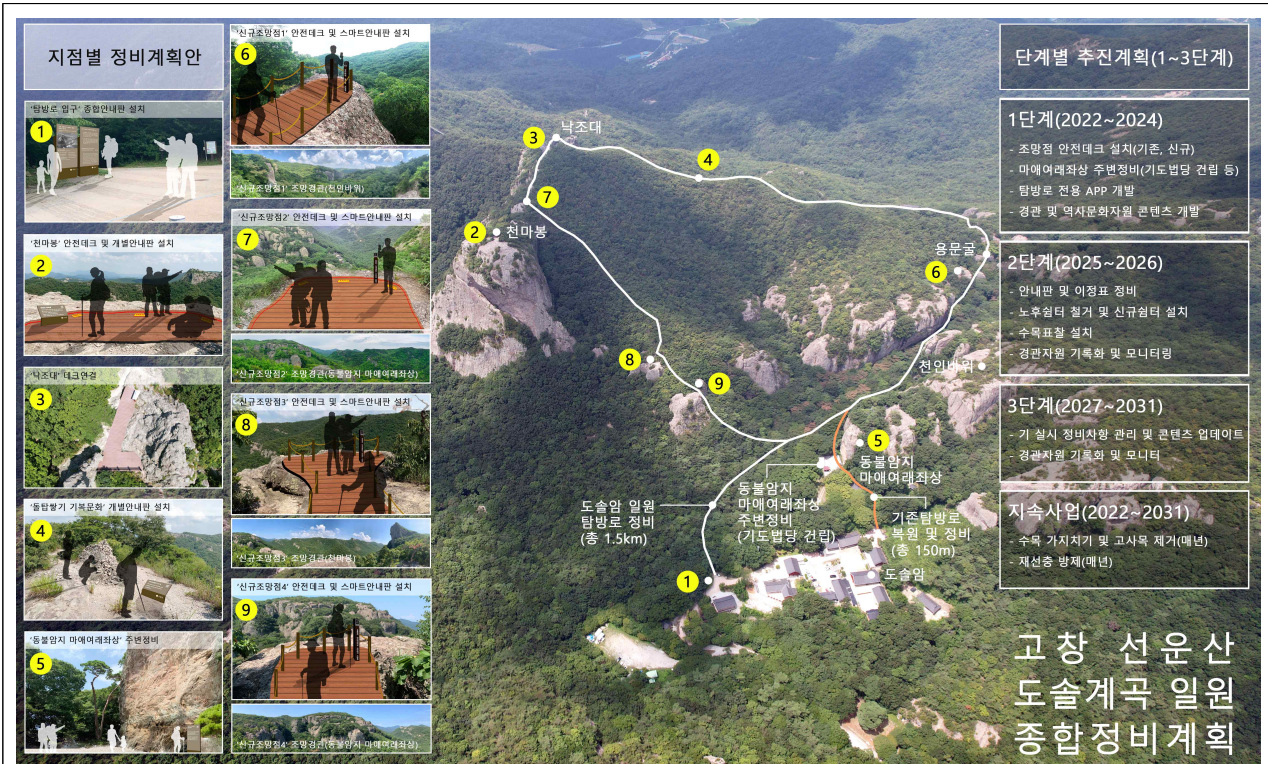 지점별 정비계획안
'탐방로 입구' 종합안내판 설치
1
'천마봉' 안전데크 및 개별안내판 설치
2
'낙조대' 데크연결
3
'돌탑쌓기 기복문화' 개별안내판 설치
4
'동불암지 마애여래좌상' 주변정비
5
'신규조망점1' 안전데크 및 스마트안내판 설치
6
'신규조망점1' 조망경관(천인바위)
'신규조망점2' 안전데크 및 스마트안내판 설치
7
'신규조망점2' 조망경관(동불암지 마애여래좌상)
'신규조망점3' 안전데크 및 스마트안내판 설치
8
'신규조망점3' 조망경관(천마봉)
'신규조망점4' 안전데크 및 스마트안내판 설치
9
'신규조망점4' 조망경관(동불암지 마애여래좌상)
3 낙조대
4
7
2 천마봉
용문굴
6
8
9
천인바위
5
동불암지
마애여래좌상
도솔암 일원
탐방로 정비
(총 1.5km)
동불암지
마애여래좌상
주변정비
(기도법당 건립)
기존탐방로
복원 및 정비
(총 150m)
도솔암
1
단계별 추진계획(1~3단계)
1단계(2022~2024)
- 조망점 안전데크 설치(기존, 신규)
- 마애여래좌상 주변정비(기도법당 건립 등)
- 탐방로 전용 APP 개발
- 경관 및 역사문화자원 콘텐츠 개발
2단계(2025~2026)
- 안내판 및 이정표 정비
- 노후쉼터 철거 및 신규쉼터 설치
- 수목표찰 설치
- 경관자원 기록화 및 모니터링
3단계(2027~2031)
- 기 실시 정비사항 관리 및 콘텐츠 업데이트
- 경관자원 기록화 및 모니터
지속사업(2022~2031)
- 수목 가지치기 및 고사목 제거(매년)
- 재선충 방제(매년)
고창 선운산
도솔계곡 일원
종합정비계획